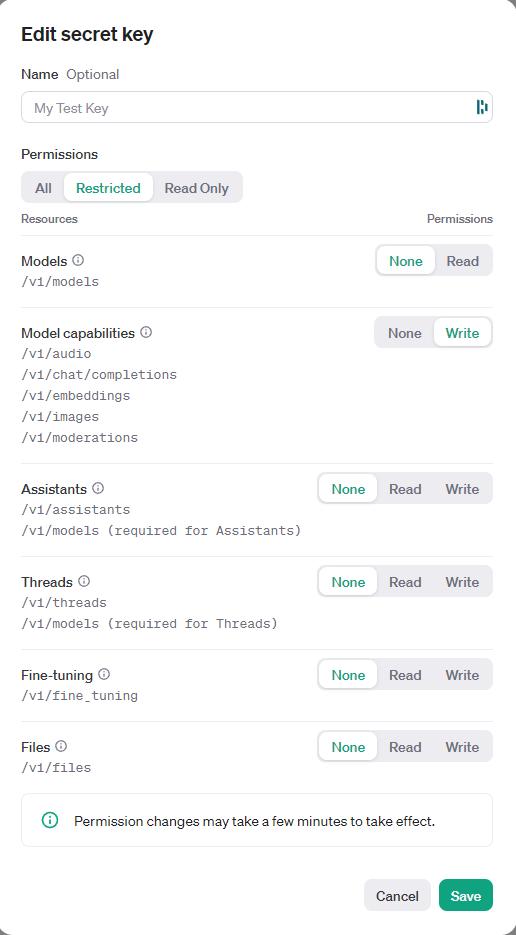 Edit secret key
Name Optional
My Test Key
Permissions
All Restricted Read Only
Resources Permissions
Models None Read
/v1/models
Model capabilities None Write
/v1/audio
/v1/chat/completions
/v1/embeddings
/v1/images
/v1/moderations
Assistants None Read Write
/v1/assistants
/v1/models (required for Assistants)
Threads None Read Write
/v1/threads
/v1/models (required for Threads)
Fine-tuning None Read Write
/v1/fine_tuning
Files None Read Write
/v1/files
Permission changes may take a few minutes to take effect.
Cancel Save